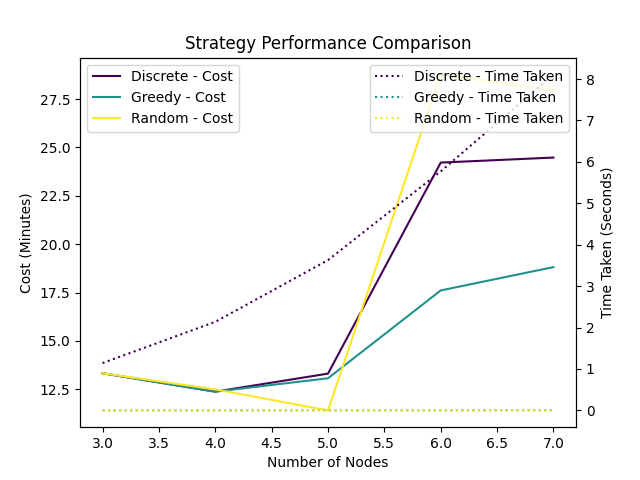 Strategy Performance Comparison
Discrete - Cost
Greedy - Cost
Random - Cost
Discrete - Time Taken
Greedy - Time Taken
Random - Time Taken
Cost (Minutes)
27.5
25.0
22.5
20.0
17.5
15.0
12.5
8
7
6
5
4
3
2
1
0
Time Taken (Seconds)
3.0 3.5 4.0 4.5 5.0 5.5 6.0 6.5 7.0
Number of Nodes